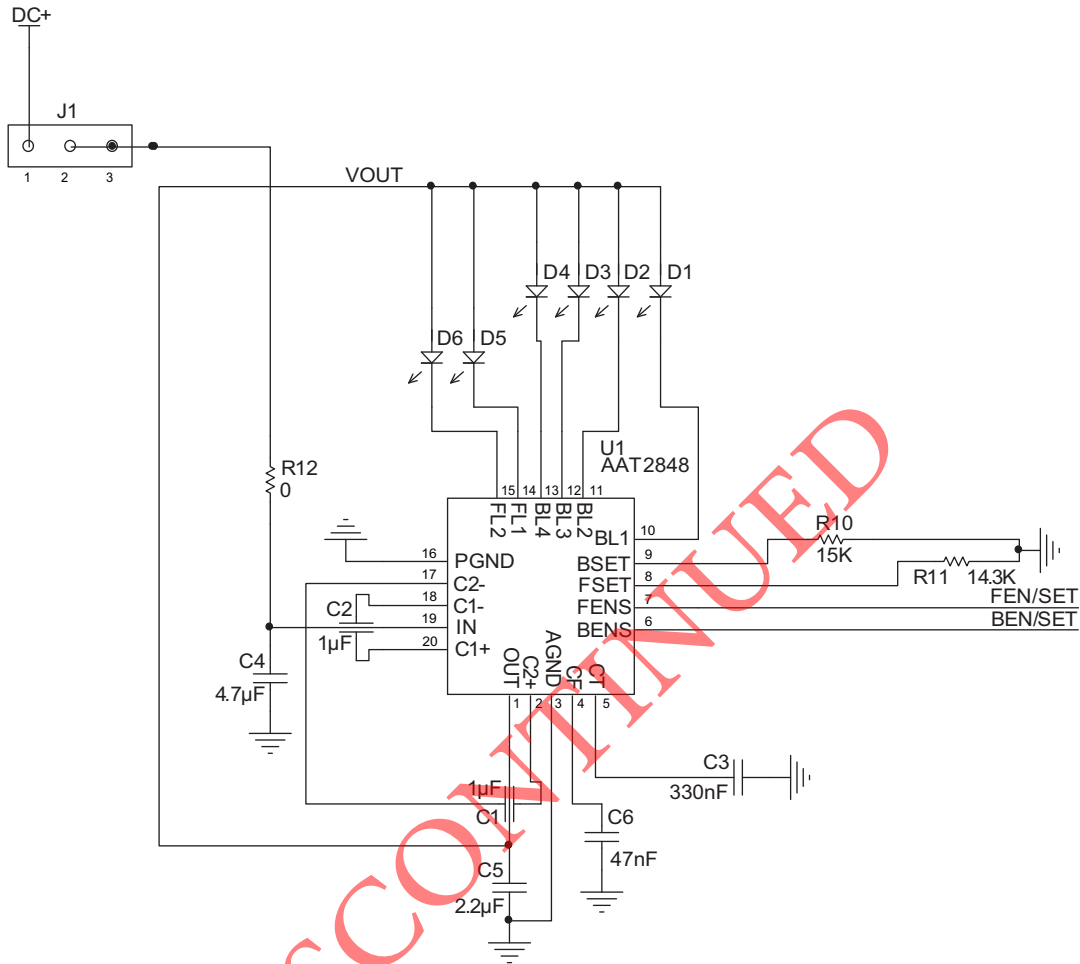 DC+
J1
1 2 3
VOUT
D4 D3 D2 D1
D6 D5
R12
0
U1
AAT2848
15 14 13 12 11
FL2 FL1 BL4 BL3 BL2
BL1 10
BSET 9
FSET 8
FENS 7
BENS 6
R10
15K
R11 14.3K
FEN/SET
BEN/SET
16 PGND
17 C2-
18 C1-
19 IN
20 C1+
C2
1µF
C4
4.7µF
OUT C2+ AGND CF CT
1 2 3 4 5
C3
330nF
1µF
C1
C6
47nF
C5
2.2µF
SCONTINUED